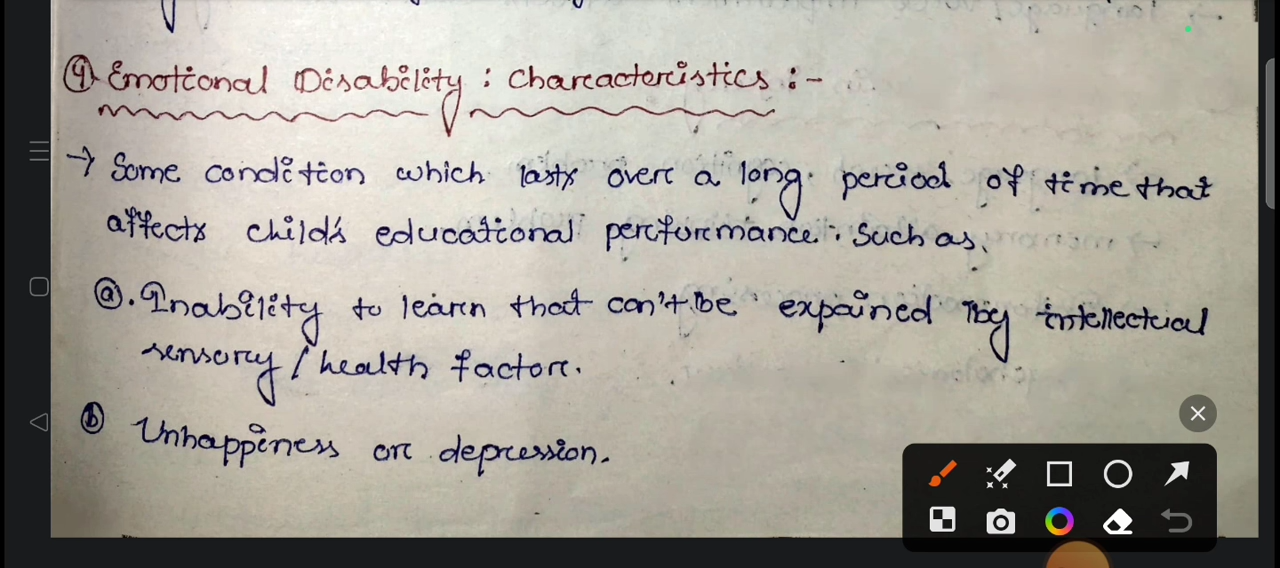 9. Emotional Disability : Characteristics :-
→ Some condition which lasts over a long period of time that
affects child's educational performance. Such as,
(a). Inability to learn that can't be expained by intellectual
sensory / health factor.
(b) Unhappiness or depression.